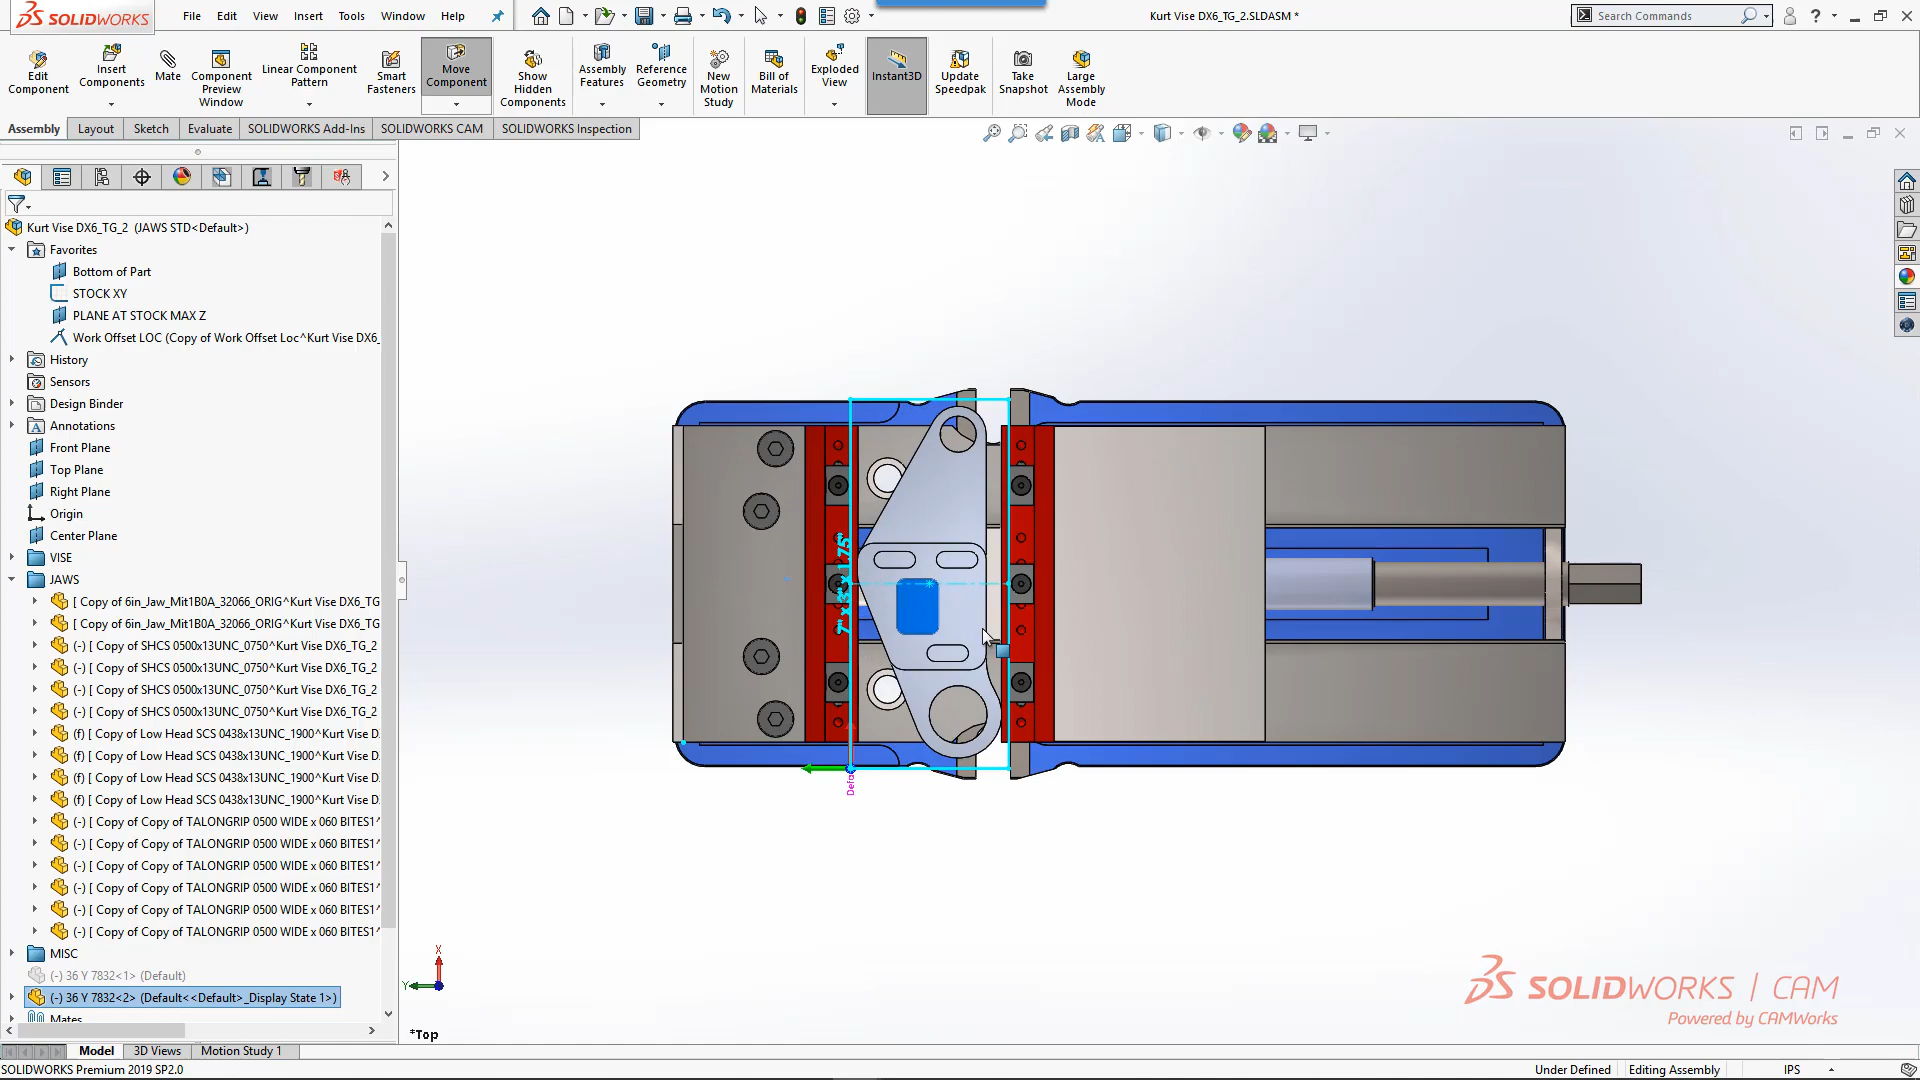 SOLIDWORKS
File Edit View Insert Tools Window Help
Kurt Vise DX6_TG_2.SLDASM *
Search Commands
Edit Component
Insert Components
Mate
Component Preview Window
Linear Component Pattern
Smart Fasteners
Move Component
Show Hidden Components
Assembly Features
Reference Geometry
New Motion Study
Bill of Materials
Exploded View
Instant3D
Update Speedpak
Take Snapshot
Large Assembly Mode
Assembly Layout Sketch Evaluate SOLIDWORKS Add-Ins SOLIDWORKS CAM SOLIDWORKS Inspection
Kurt Vise DX6_TG_2 (JAWS STD<Default>)
Favorites
Bottom of Part
STOCK XY
PLANE AT STOCK MAX Z
Work Offset LOC (Copy of Work Offset Loc^Kurt Vise DX6_
History
Sensors
Design Binder
Annotations
Front Plane
Top Plane
Right Plane
Origin
Center Plane
VISE
JAWS
[ Copy of 6in_Jaw_Mit1B0A_32066_ORIG^Kurt Vise DX6_TG
[ Copy of 6in_Jaw_Mit1B0A_32066_ORIG^Kurt Vise DX6_TG
(-) [ Copy of SHCS 0500x13UNC_0750^Kurt Vise DX6_TG_2
(-) [ Copy of SHCS 0500x13UNC_0750^Kurt Vise DX6_TG_2
(-) [ Copy of SHCS 0500x13UNC_0750^Kurt Vise DX6_TG_2
(-) [ Copy of SHCS 0500x13UNC_0750^Kurt Vise DX6_TG_2
(f) [ Copy of Low Head SCS 0438x13UNC_1900^Kurt Vise D
(f) [ Copy of Low Head SCS 0438x13UNC_1900^Kurt Vise D
(f) [ Copy of Low Head SCS 0438x13UNC_1900^Kurt Vise D
(f) [ Copy of Low Head SCS 0438x13UNC_1900^Kurt Vise D
(-) [ Copy of Copy of TALONGRIP 0500 WIDE x 060 BITES1^
(-) [ Copy of Copy of TALONGRIP 0500 WIDE x 060 BITES1^
(-) [ Copy of Copy of TALONGRIP 0500 WIDE x 060 BITES1^
(-) [ Copy of Copy of TALONGRIP 0500 WIDE x 060 BITES1^
(-) [ Copy of Copy of TALONGRIP 0500 WIDE x 060 BITES1^
(-) [ Copy of Copy of TALONGRIP 0500 WIDE x 060 BITES1^
MISC
(-) 36 Y 7832<1> (Default)
(-) 36 Y 7832<2> (Default<<Default>_Display State 1>)
Mates
7" x 3" x 1.75"
Defa
X
Y
*Top
SOLIDWORKS | CAM
Powered by CAMWorks
Model 3D Views Motion Study 1
SOLIDWORKS Premium 2019 SP2.0
Under Defined Editing Assembly IPS